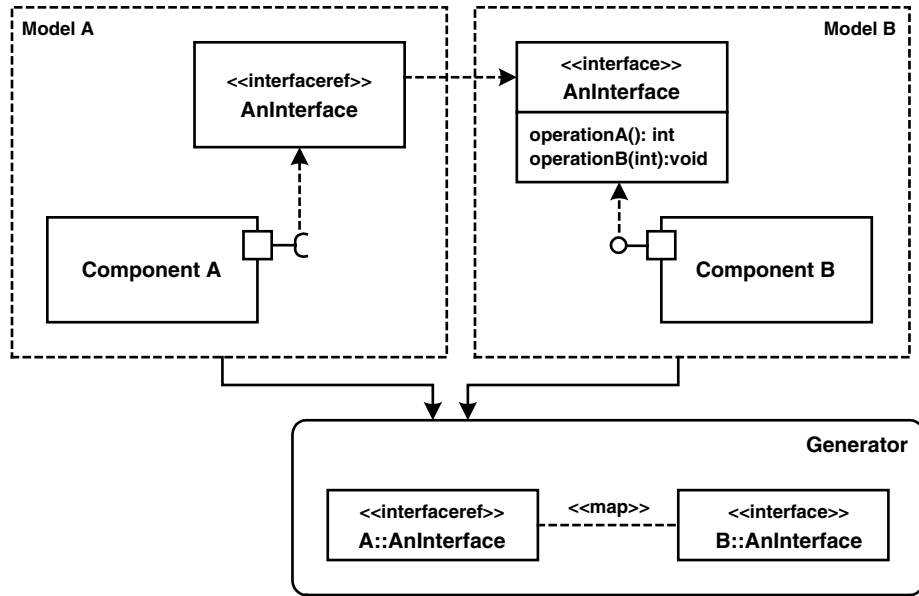 Model A
<<interfaceref>>
AnInterface
Component A
Model B
<<interface>>
AnInterface
operationA(): int
operationB(int):void
Component B
Generator
<<interfaceref>>
A::AnInterface
<<map>>
<<interface>>
B::AnInterface